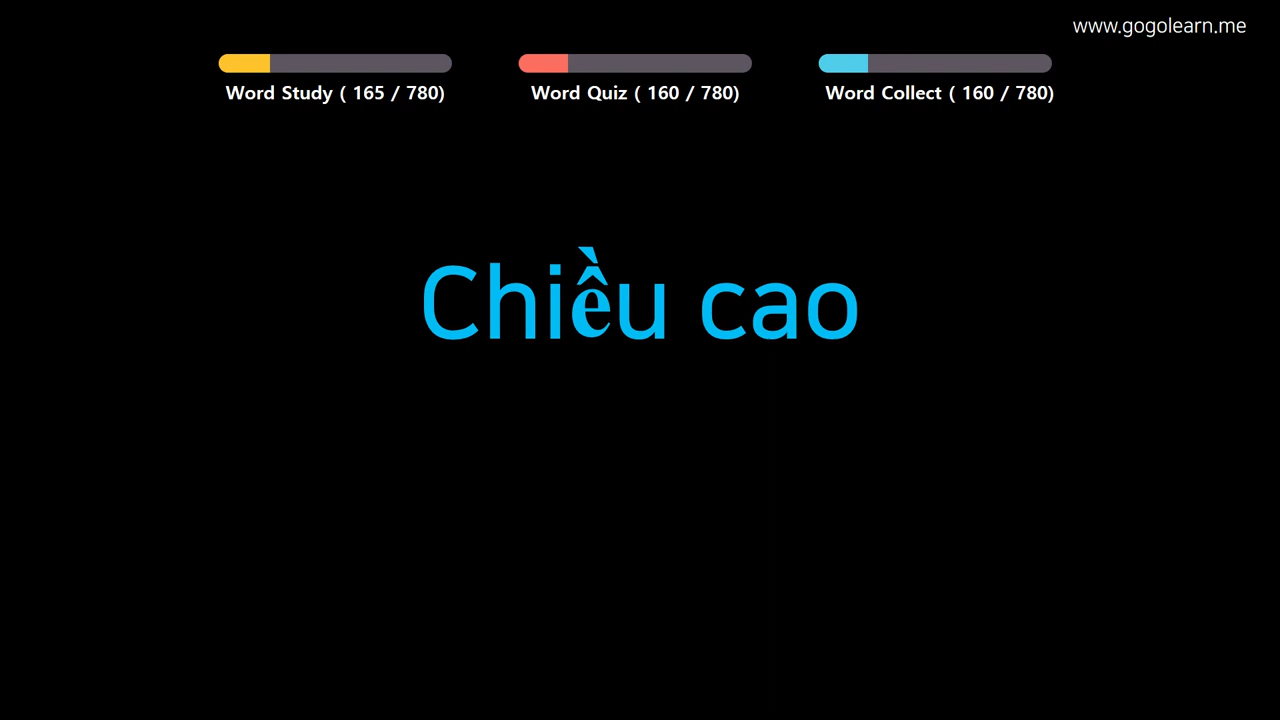 www.gogolearn.me
Word Study ( 165 / 780)
Word Quiz ( 160 / 780)
Word Collect ( 160 / 780)
Chiều cao